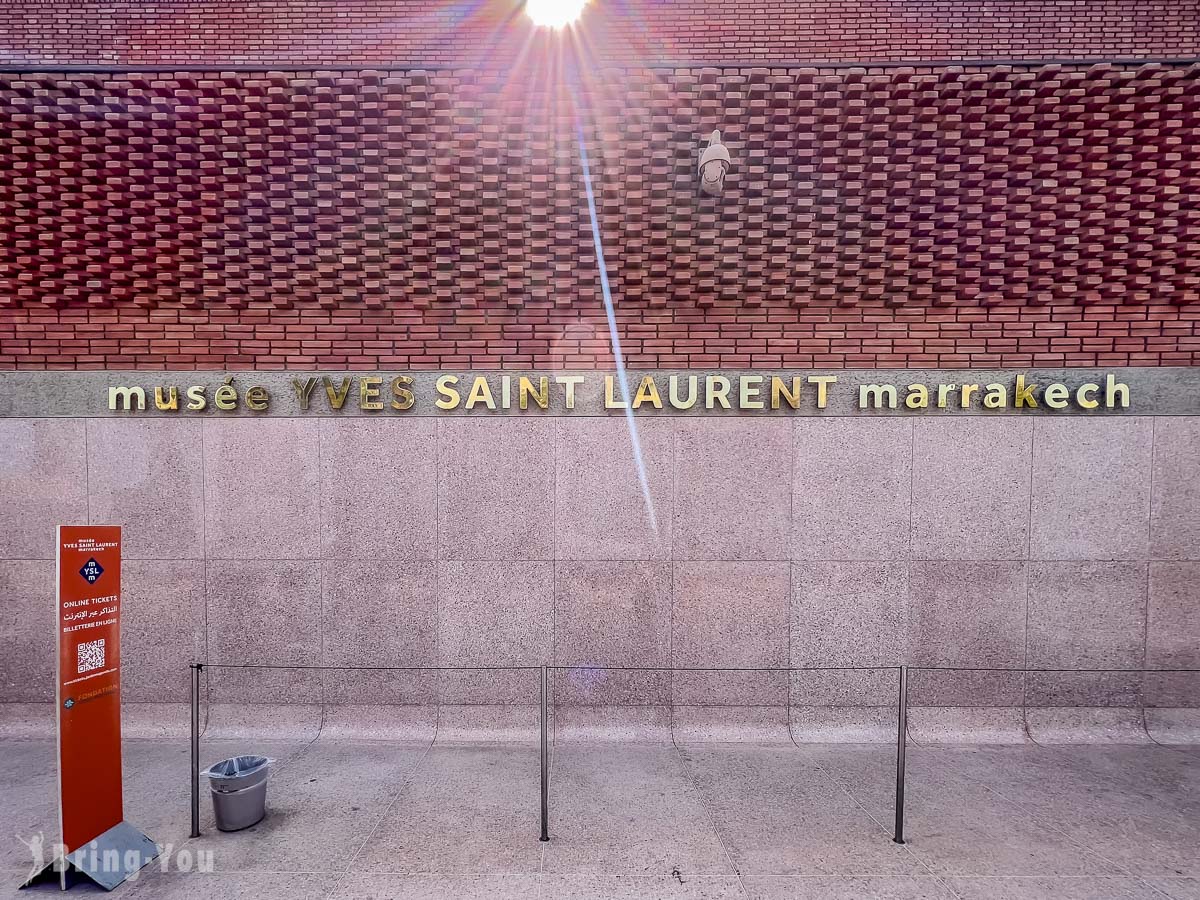 musée YVES SAINT LAURENT marrakech
musée
YVES SAINT LAURENT
marrakech
m
YSL
m
ONLINE TICKETS
التذاكر عبر الإنترنت
BILLETTERIE EN LIGNE
FONDATION
Bring-You